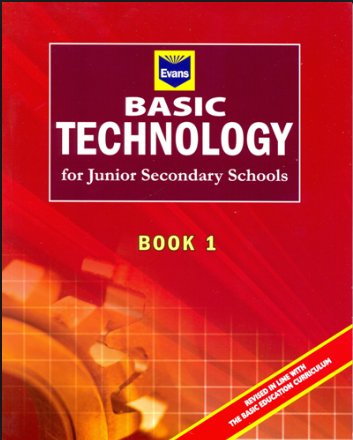 Evans
BASIC
TECHNOLOGY
for Junior Secondary Schools
BOOK 1
REVISED IN LINE WITH
THE BASIC EDUCATION CURRICULUM